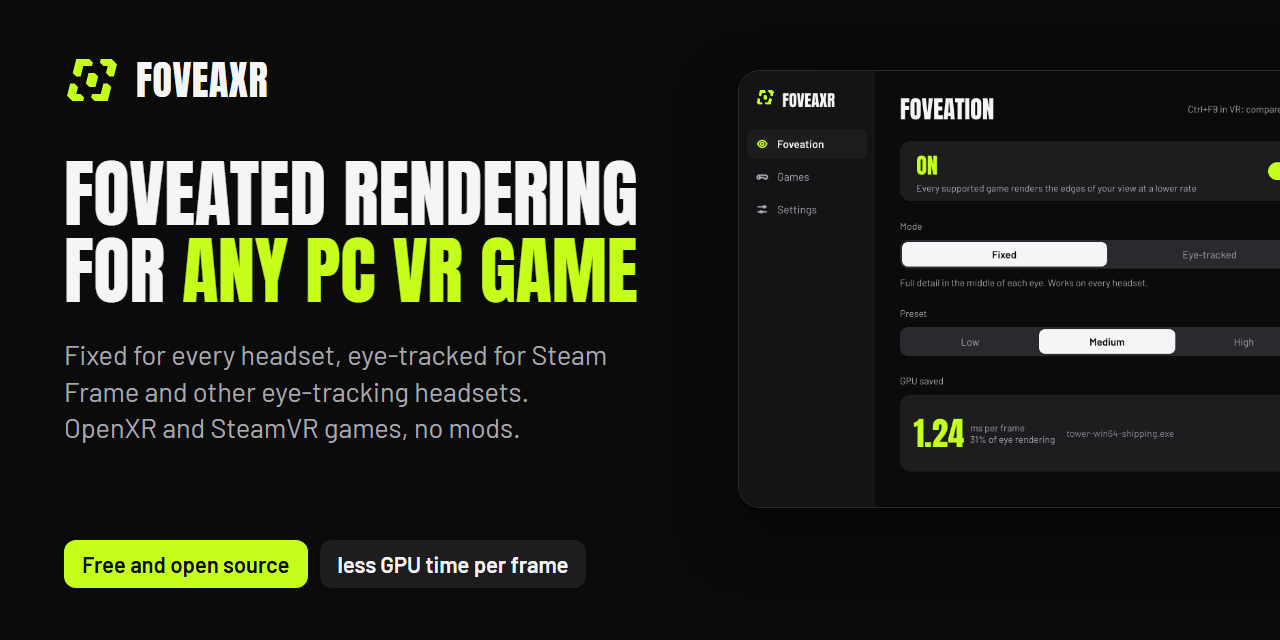 FOVEAXR
FOVEATED RENDERING
FOR ANY PC VR GAME
Fixed for every headset, eye-tracked for Steam
Frame and other eye-tracking headsets.
OpenXR and SteamVR games, no mods.
Free and open source
less GPU time per frame
FOVEAXR
Foveation
Games
Settings
FOVEATION
Ctrl+F9 in VR: compare
ON
Every supported game renders the edges of your view at a lower rate
Mode
Fixed
Eye-tracked
Full detail in the middle of each eye. Works on every headset.
Preset
Low
Medium
High
GPU saved
1.24
ms per frame
31% of eye rendering
tower-win64-shipping.exe